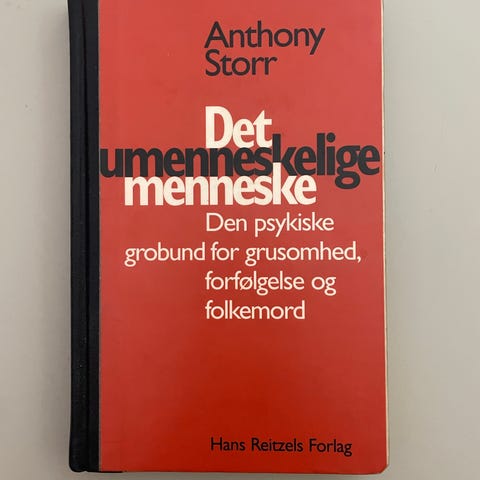 Anthony
Storr
Det
umenneskelige
menneske
Den psykiske
grobund for grusomhed,
forfølgelse og
folkemord
Hans Reitzels Forlag